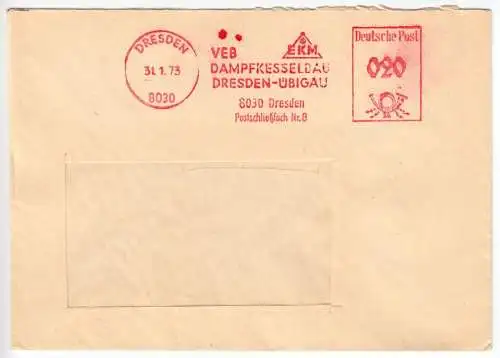 DRESDEN
31.1.73
8030
VEB
EKM
DAMPFKESSELBAU
DRESDEN-ÜBIGAU
8030 Dresden
Postschließfach Nr. 8
Deutsche Post
020